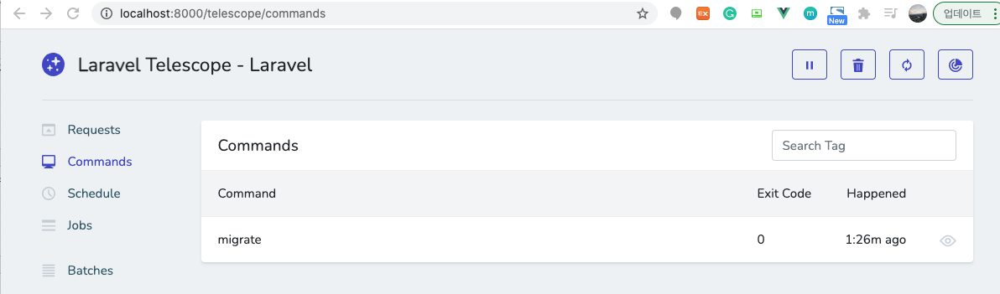 localhost:8000/telescope/commands
EX
G
m
New
업데이트
Laravel Telescope - Laravel
Requests
Commands
Schedule
Jobs
Batches
Commands
Search Tag
Command Exit Code Happened
migrate 0 1:26m ago